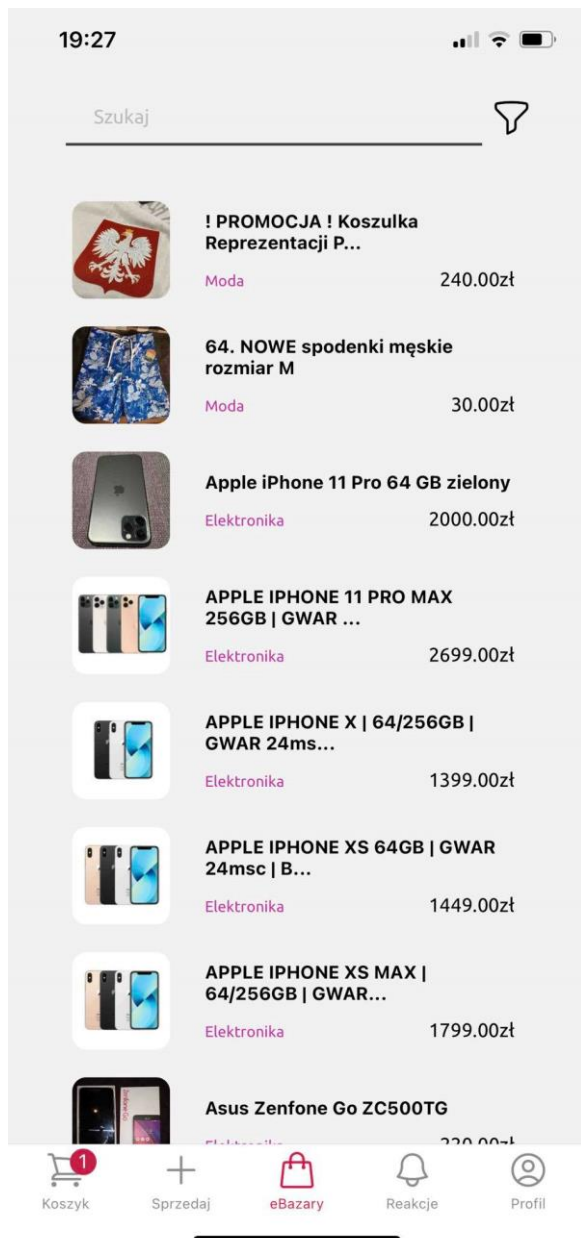 19:27
Szukaj
! PROMOCJA ! Koszulka
Reprezentacji P...
Moda
240.00zł
64. NOWE spodenki męskie
rozmiar M
Moda
30.00zł
Apple iPhone 11 Pro 64 GB zielony
Elektronika
2000.00zł
APPLE IPHONE 11 PRO MAX
256GB | GWAR ...
Elektronika
2699.00zł
APPLE IPHONE X | 64/256GB |
GWAR 24ms...
Elektronika
1399.00zł
APPLE IPHONE XS 64GB | GWAR
24msc | B...
Elektronika
1449.00zł
APPLE IPHONE XS MAX |
64/256GB | GWAR...
Elektronika
1799.00zł
Asus Zenfone Go ZC500TG
1
Koszyk
Sprzedaj
eBazary
Reakcje
Profil